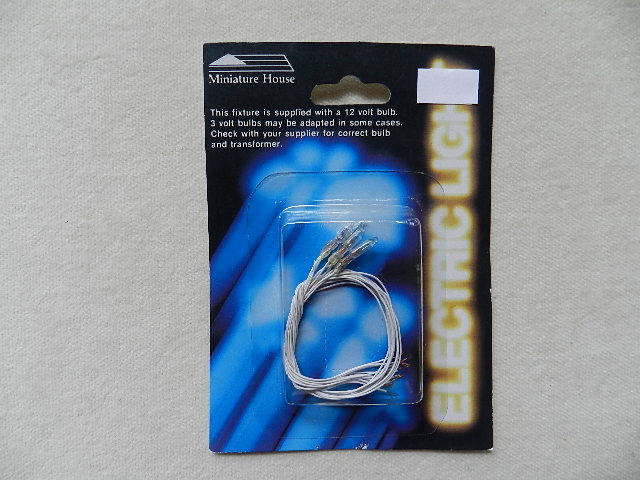 Miniature House
This fixture is supplied with a 12 volt bulb.
3 volt bulbs may be adapted in some cases.
Check with your supplier for correct bulb
and transformer.
ELECTRIC LIGH